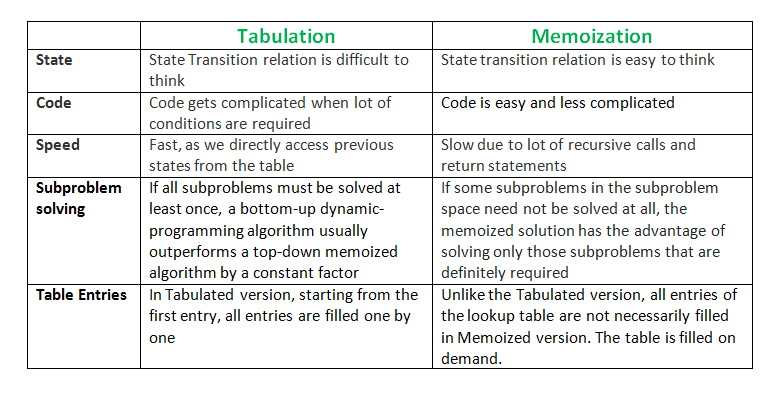 Tabulation Memoization
State State Transition relation is difficult to State transition relation is easy to think
think
Code Code gets complicated when lot of Code is easy and less complicated
conditions are required
Speed Fast, as we directly access previous Slow due to lot of recursive calls and
states from the table return statements
Subproblem If all subproblems must be solved at If some subproblems in the subproblem
solving least once, a bottom-up dynamic- space need not be solved at all, the
programming algorithm usually memoized solution has the advantage of
outperforms a top-down memoized solving only those subproblems that are
algorithm by a constant factor definitely required
Table Entries In Tabulated version, starting from the Unlike the Tabulated version, all entries of
first entry, all entries are filled one by the lookup table are not necessarily filled
one in Memoized version. The table is filled on
demand.